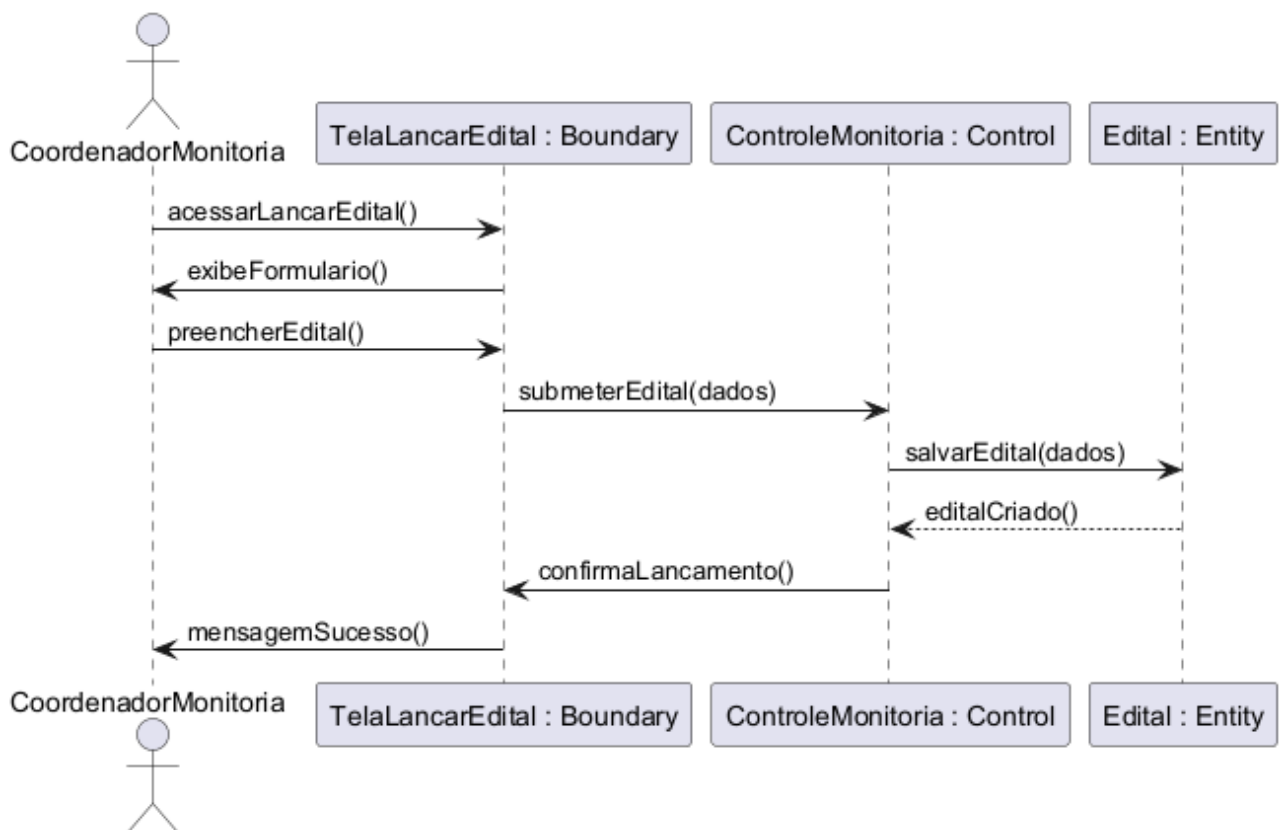 CoordenadorMonitoria
TelaLancarEdital : Boundary
ControleMonitoria : Control
Edital : Entity
acessarLancarEdital()
exibeFormulario()
preencherEdital()
submeterEdital(dados)
salvarEdital(dados)
editalCriado()
confirmaLancamento()
mensagemSucesso()
CoordenadorMonitoria
TelaLancarEdital : Boundary
ControleMonitoria : Control
Edital : Entity